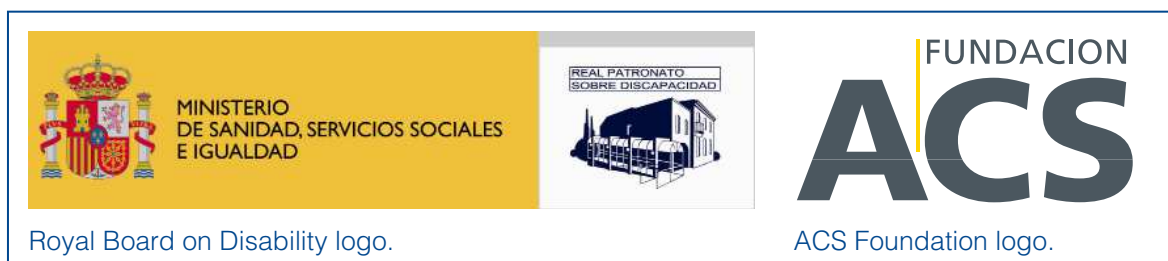 MINISTERIO
DE SANIDAD, SERVICIOS SOCIALES
E IGUALDAD
REAL PATRONATO
SOBRE DISCAPACIDAD
FUNDACION
ACS
Royal Board on Disability logo.
ACS Foundation logo.